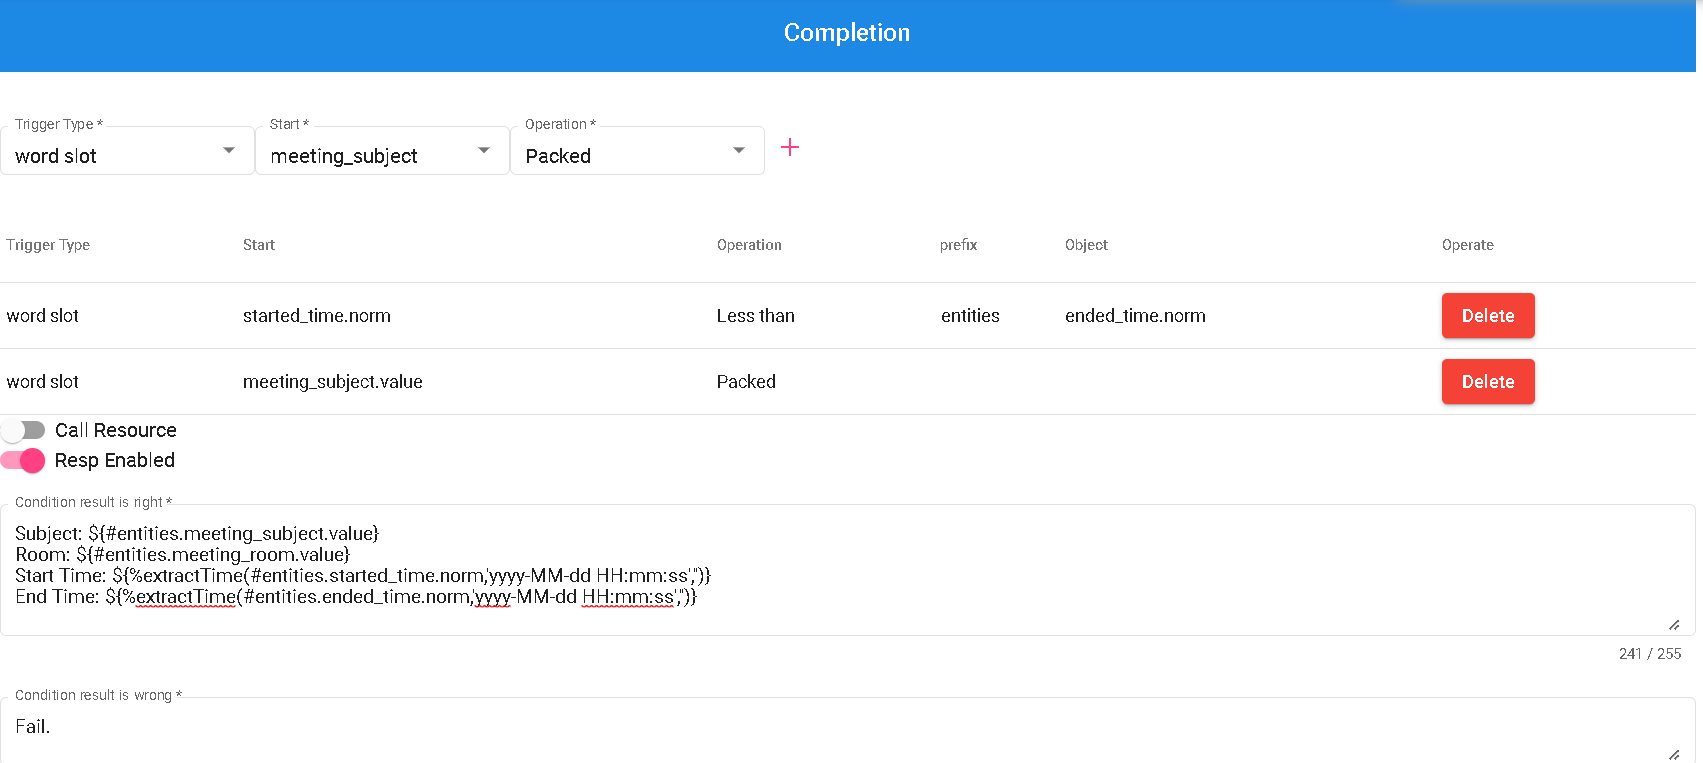 Completion
Trigger Type * Start * Operation *
word slot meeting_subject Packed
Trigger Type Start Operation prefix Object Operate
word slot started_time.norm Less than entities ended_time.norm Delete
word slot meeting_subject.value Packed Delete
Call Resource
Resp Enabled
Condition result is right *
Subject: ${#entities.meeting_subject.value}
Room: ${#entities.meeting_room.value}
Start Time: ${%extractTime(#entities.started_time.norm,'yyyy-MM-dd HH:mm:ss','')}
End Time: ${%extractTime(#entities.ended_time.norm,'yyyy-MM-dd HH:mm:ss','')}
241 / 255
Condition result is wrong *
Fail.